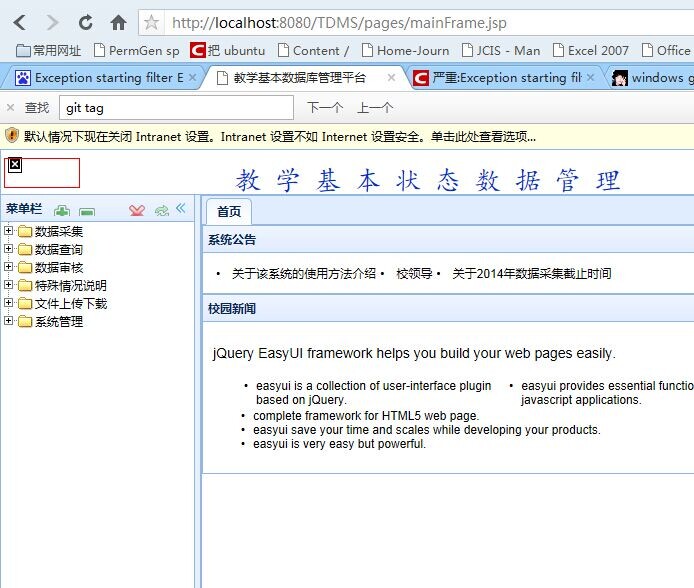 http://localhost:8080/TDMS/pages/mainFrame.jsp
常用网址 PermGen sp 把 ubuntu Content / Home-Journ JCIS - Man Excel 2007 Office
Exception starting filter E 教学基本数据库管理平台 严重:Exception starting fil windows g
查找 git tag 下一个 上一个
默认情况下现在关闭 Intranet 设置。Intranet 设置不如 Internet 设置安全。单击此处查看选项...
教学基本状态数据管理
菜单栏 首页
数据采集
数据查询
数据审核
特殊情况说明
文件上传下载
系统管理
系统公告
• 关于该系统的使用方法介绍 • 校领导 • 关于2014年数据采集截止时间
校园新闻
jQuery EasyUI framework helps you build your web pages easily.
• easyui is a collection of user-interface plugin
based on jQuery.
• easyui provides essential functio
javascript applications.
• complete framework for HTML5 web page.
• easyui save your time and scales while developing your products.
• easyui is very easy but powerful.